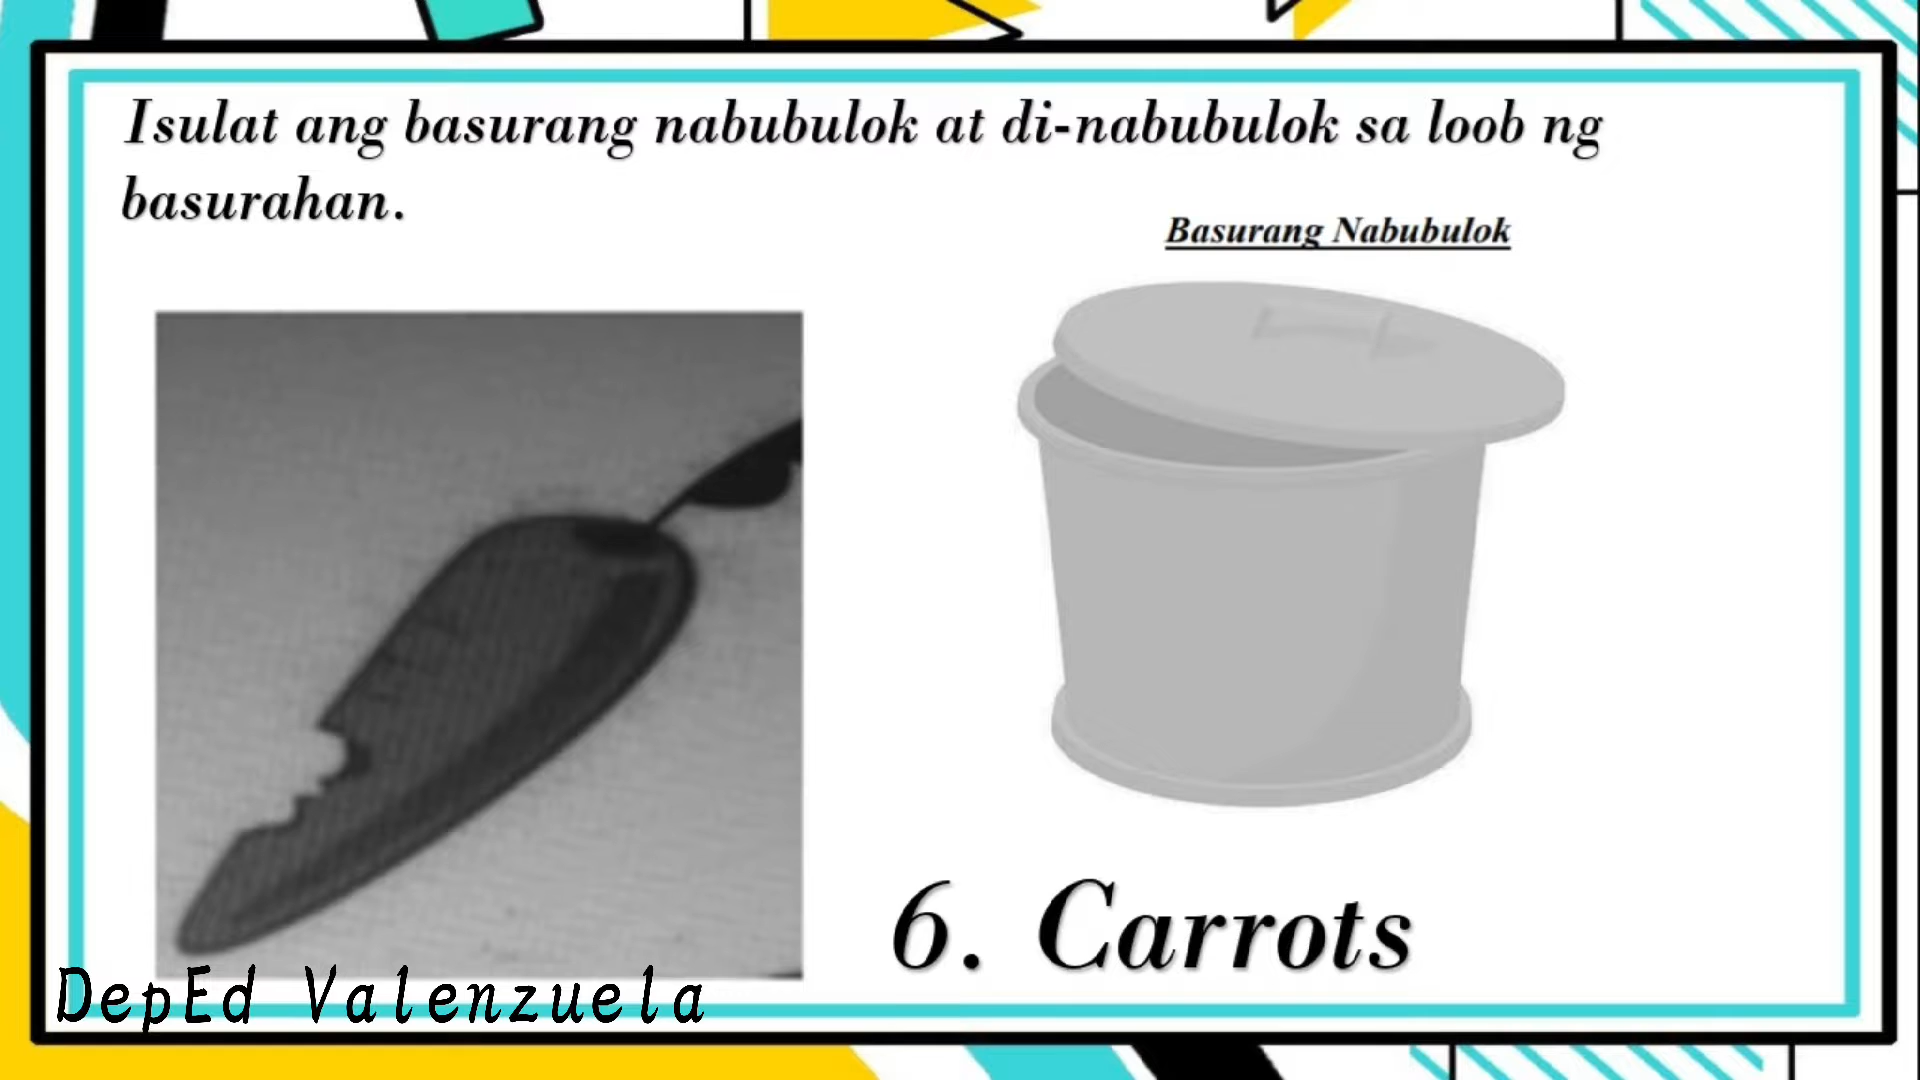 Isulat ang basurang nabubulok at di-nabubulok sa loob ng
basurahan.
Basurang Nabubulok
6. Carrots
DepEd Valenzuela